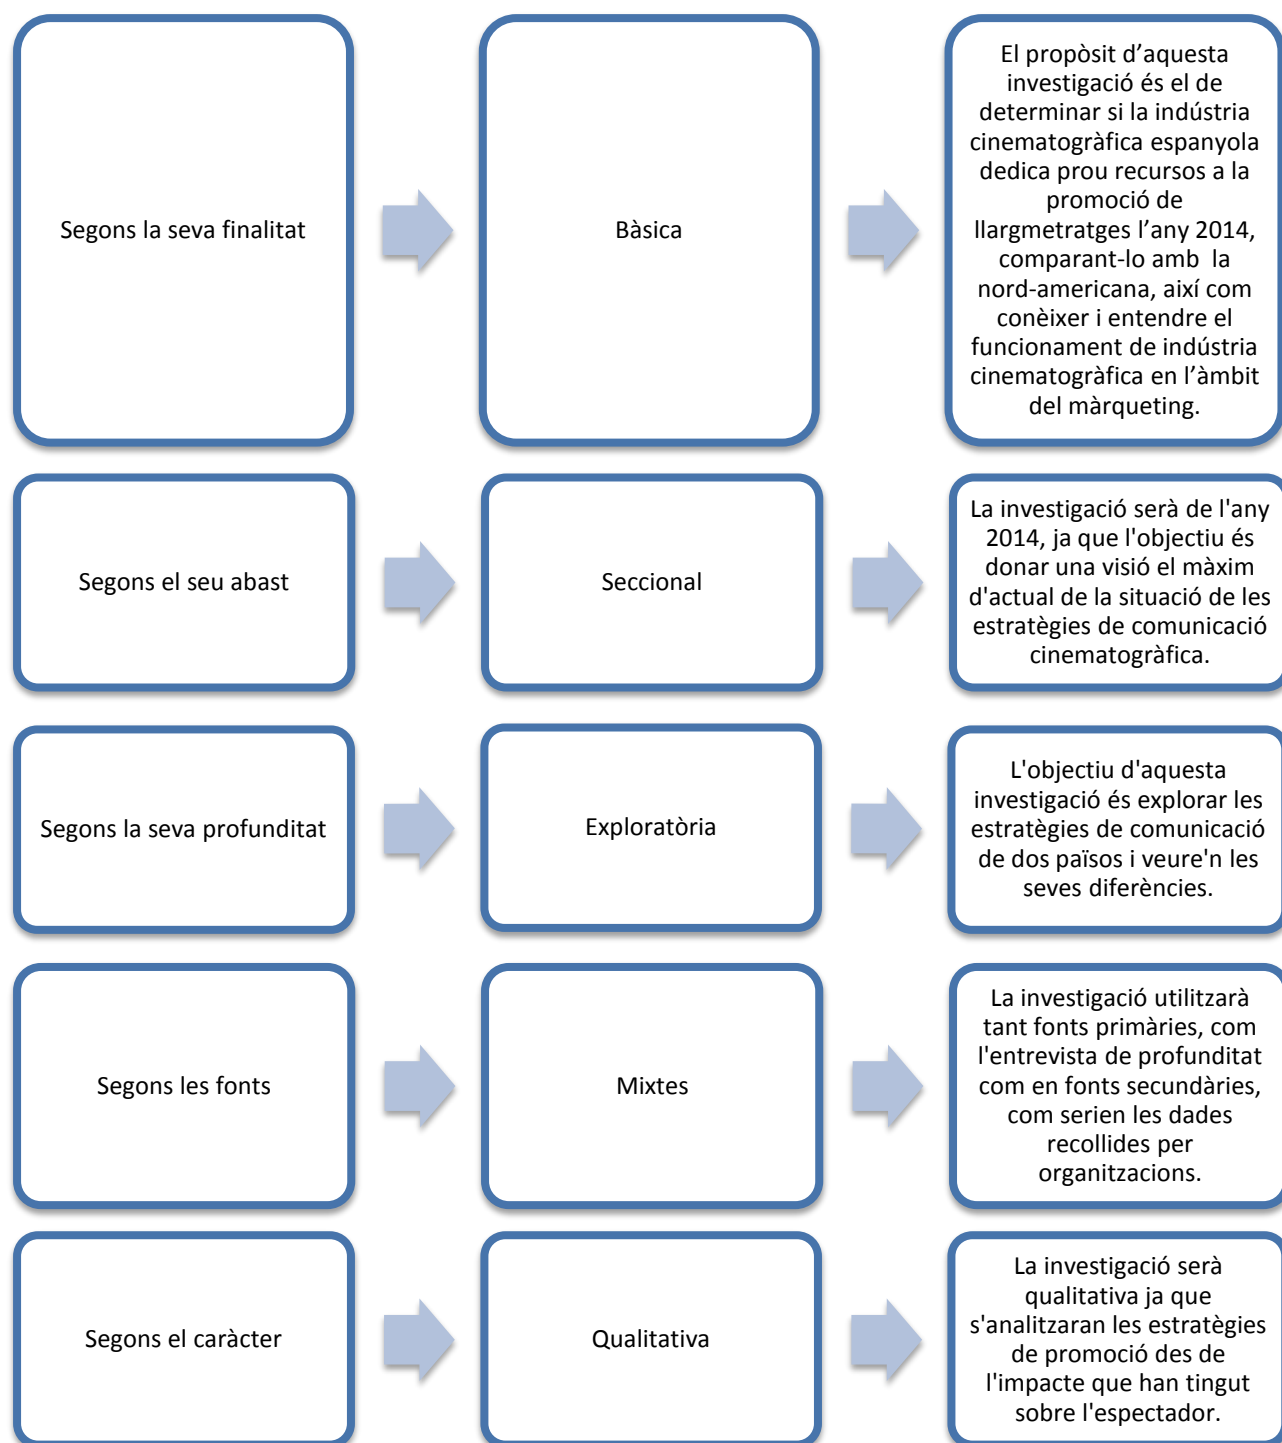 Segons la seva finalitat
Bàsica
El propòsit d’aquesta
investigació és el de
determinar si la indústria
cinematogràfica espanyola
dedica prou recursos a la
promoció de
llargmetratges l’any 2014,
comparant-lo amb  la
nord-americana, així com
conèixer i entendre el
funcionament de indústria
cinematogràfica en l’àmbit
del màrqueting.
Segons el seu abast
Seccional
La investigació serà de l'any
2014, ja que l'objectiu és
donar una visió el màxim
d'actual de la situació de les
estratègies de comunicació
cinematogràfica.
Segons la seva profunditat
Exploratòria
L'objectiu d'aquesta
investigació és explorar les
estratègies de comunicació
de dos països i veure'n les
seves diferències.
Segons les fonts
Mixtes
La investigació utilitzarà
tant fonts primàries, com
l'entrevista de profunditat
com en fonts secundàries,
com serien les dades
recollides per
organitzacions.
Segons el caràcter
Qualitativa
La investigació serà
qualitativa ja que
s'analitzaran les estratègies
de promoció des de
l'impacte que han tingut
sobre l'espectador.